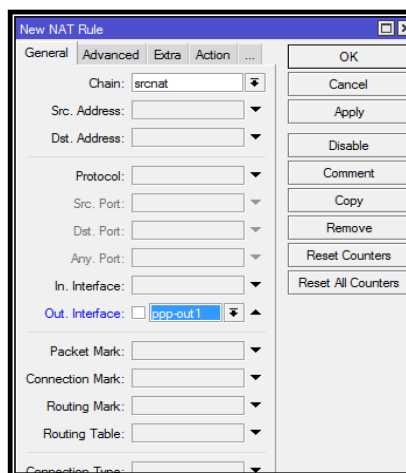 New NAT Rule
General Advanced Extra Action ...
Chain: srcnat
Src. Address:
Dst. Address:
Protocol:
Src. Port:
Dst. Port:
Any. Port:
In. Interface:
Out. Interface: ppp-out1
Packet Mark:
Connection Mark:
Routing Mark:
Routing Table:
Connection Type:
OK
Cancel
Apply
Disable
Comment
Copy
Remove
Reset Counters
Reset All Counters